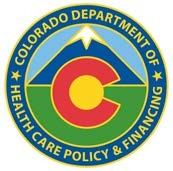 COLORADO DEPARTMENT OF
HEALTH CARE POLICY & FINANCING